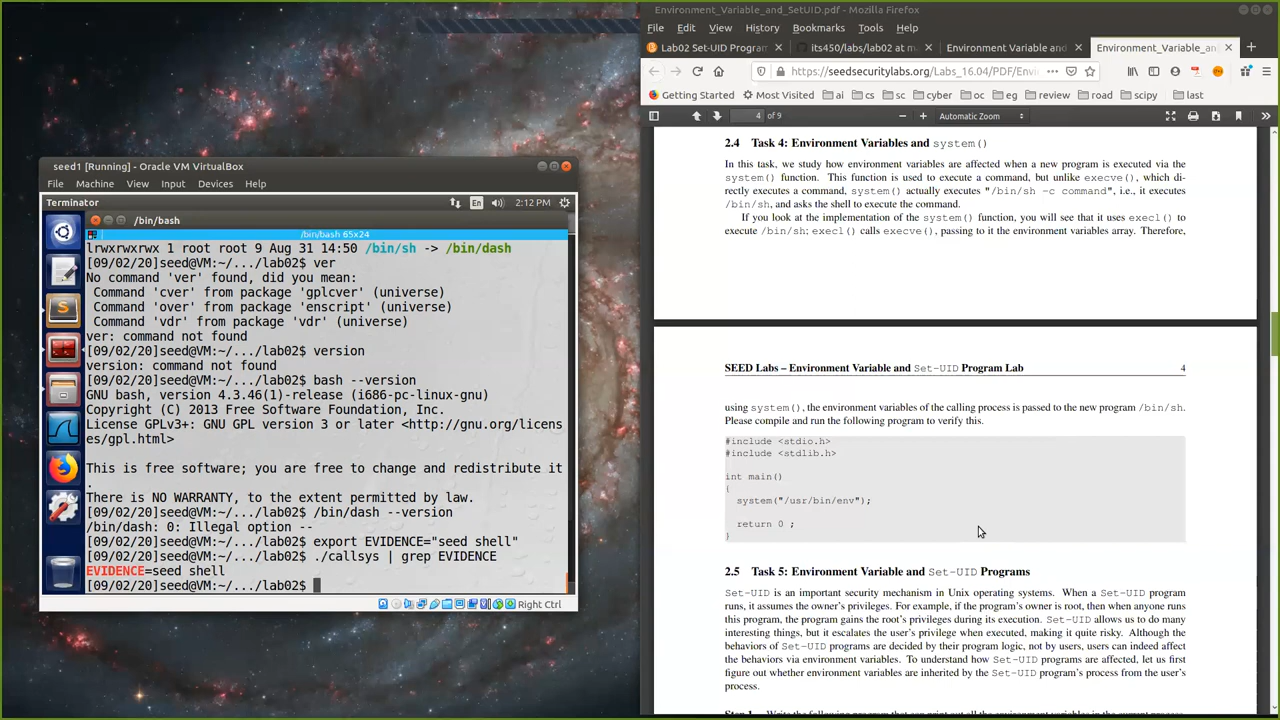 Environment_Variable_and_SetUID.pdf - Mozilla Firefox
File Edit View History Bookmarks Tools Help
Lab02 Set-UID Program
its450/labs/lab02 at m
Environment Variable and
Environment_Variable_an
https://seedsecuritylabs.org/Labs_16.04/PDF/Envi
Getting Started Most Visited ai cs sc cyber oc eg review road scipy last
4 of 9 Automatic Zoom
2.4 Task 4: Environment Variables and system()
In this task, we study how environment variables are affected when a new program is executed via the
system() function. This function is used to execute a command, but unlike execve(), which di-
rectly executes a command, system() actually executes "/bin/sh -c command", i.e., it executes
/bin/sh, and asks the shell to execute the command.
If you look at the implementation of the system() function, you will see that it uses execl() to
execute /bin/sh; execl() calls execve(), passing to it the environment variables array. Therefore,
SEED Labs – Environment Variable and Set-UID Program Lab 4
using system(), the environment variables of the calling process is passed to the new program /bin/sh.
Please compile and run the following program to verify this.
#include <stdio.h>
#include <stdlib.h>
int main()
{
system("/usr/bin/env");
return 0 ;
}
2.5 Task 5: Environment Variable and Set-UID Programs
Set-UID is an important security mechanism in Unix operating systems. When a Set-UID program
runs, it assumes the owner's privileges. For example, if the program's owner is root, then when anyone runs
this program, the program gains the root's privileges during its execution. Set-UID allows us to do many
interesting things, but it escalates the user's privilege when executed, making it quite risky. Although the
behaviors of Set-UID programs are decided by their program logic, not by users, users can indeed affect
the behaviors via environment variables. To understand how Set-UID programs are affected, let us first
figure out whether environment variables are inherited by the Set-UID program's process from the user's
process.
seed1 [Running] - Oracle VM VirtualBox
File Machine View Input Devices Help
Terminator En 2:12 PM
/bin/bash
/bin/bash 65x24
lrwxrwxrwx 1 root root 9 Aug 31 14:50 /bin/sh -> /bin/dash
[09/02/20]seed@VM:~/.../lab02$ ver
No command 'ver' found, did you mean:
Command 'cver' from package 'gplcver' (universe)
Command 'over' from package 'enscript' (universe)
Command 'vdr' from package 'vdr' (universe)
ver: command not found
[09/02/20]seed@VM:~/.../lab02$ version
version: command not found
[09/02/20]seed@VM:~/.../lab02$ bash --version
GNU bash, version 4.3.46(1)-release (i686-pc-linux-gnu)
Copyright (C) 2013 Free Software Foundation, Inc.
License GPLv3+: GNU GPL version 3 or later <http://gnu.org/licens
es/gpl.html>
This is free software; you are free to change and redistribute it
.
There is NO WARRANTY, to the extent permitted by law.
[09/02/20]seed@VM:~/.../lab02$ /bin/dash --version
/bin/dash: 0: Illegal option --
[09/02/20]seed@VM:~/.../lab02$ export EVIDENCE="seed shell"
[09/02/20]seed@VM:~/.../lab02$ ./callsys | grep EVIDENCE
EVIDENCE=seed shell
[09/02/20]seed@VM:~/.../lab02$
Right Ctrl